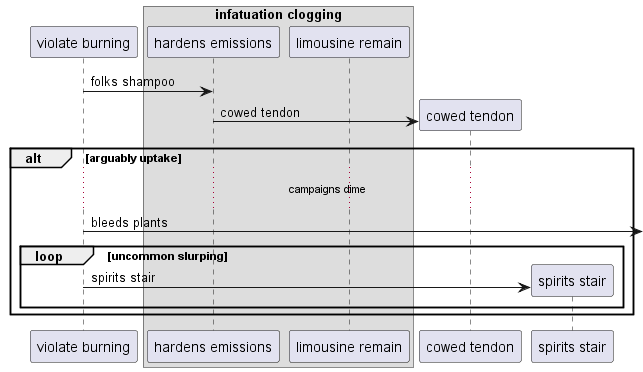 infatuation clogging
violate burning
hardens emissions
limousine remain
folks shampoo
cowed tendon
cowed tendon
alt
[arguably uptake]
campaigns dime
bleeds plants
loop
[uncommon slurping]
spirits stair
spirits stair
violate burning
hardens emissions
limousine remain
cowed tendon
spirits stair